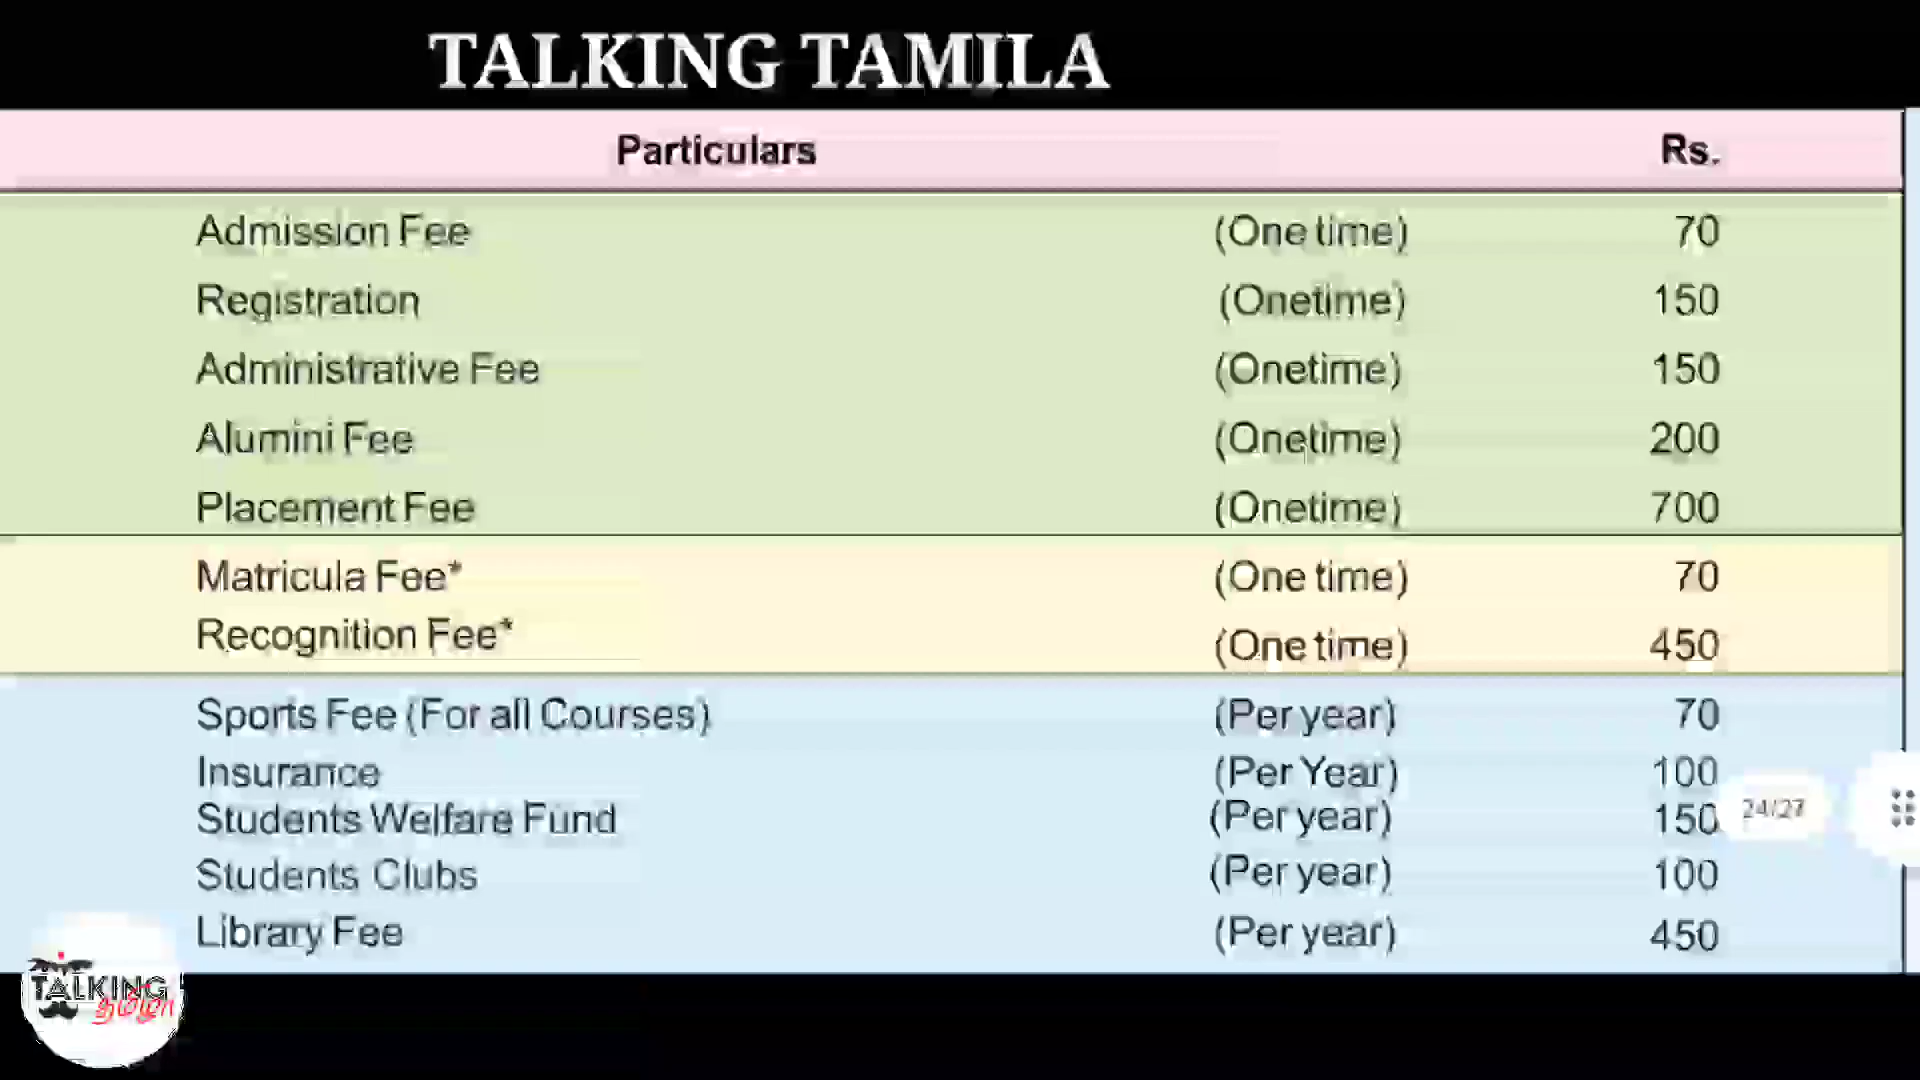 TALKING TAMILA
Particulars Rs.
Admission Fee (One time) 70
Registration (Onetime) 150
Administrative Fee (Onetime) 150
Alumini Fee (Onetime) 200
Placement Fee (Onetime) 700
Matricula Fee* (One time) 70
Recognition Fee* (One time) 450
Sports Fee (For all Courses) (Per year) 70
Insurance (Per Year) 100
Students Welfare Fund (Per year) 150
24/27
Students Clubs (Per year) 100
Library Fee (Per year) 450
TALKING
தமிழா